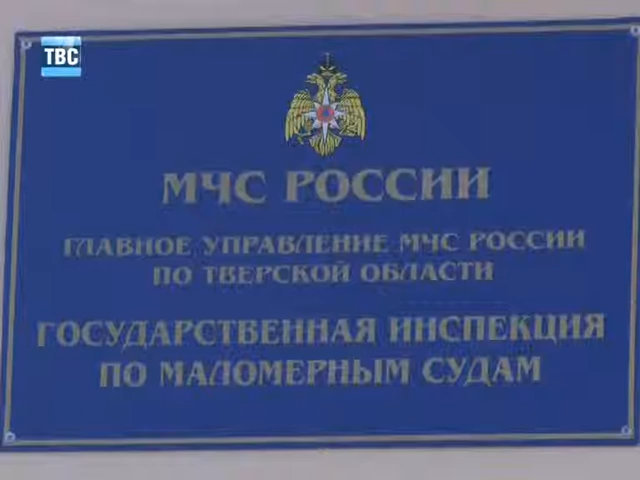 ТВС
МЧС РОССИИ
ГЛАВНОЕ УПРАВЛЕНИЕ МЧС РОССИИ
ПО ТВЕРСКОЙ ОБЛАСТИ
ГОСУДАРСТВЕННАЯ ИНСПЕКЦИЯ
ПО МАЛОМЕРНЫМ СУДАМ